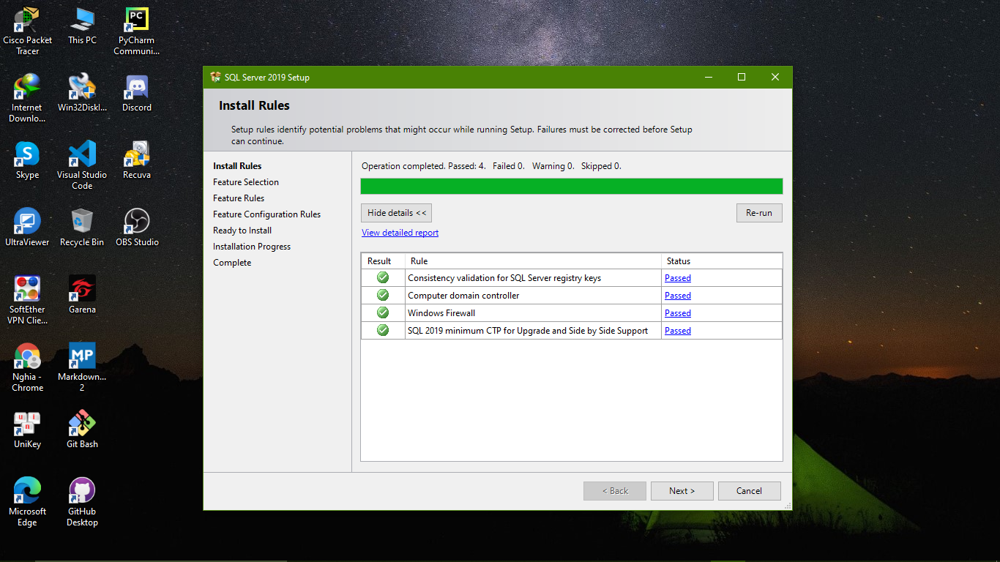 Cisco Packet
Tracer
This PC
PC
PyCharm
Communi...
Internet
Downlo...
Win32DiskI...
Discord
Skype
Visual Studio
Code
Recuva
UltraViewer
Recycle Bin
OBS Studio
SoftEther
VPN Clie...
Garena
Nghia -
Chrome
MP
Markdown...
2
UniKey
Git Bash
Microsoft
Edge
GitHub
Desktop
SQL Server 2019 Setup
Install Rules
Setup rules identify potential problems that might occur while running Setup. Failures must be corrected before Setup
can continue.
Install Rules
Feature Selection
Feature Rules
Feature Configuration Rules
Ready to Install
Installation Progress
Complete
Operation completed. Passed: 4. Failed 0. Warning 0. Skipped 0.
Hide details <<
Re-run
View detailed report
Result Rule Status
Consistency validation for SQL Server registry keys Passed
Computer domain controller Passed
Windows Firewall Passed
SQL 2019 minimum CTP for Upgrade and Side by Side Support Passed
< Back Next > Cancel